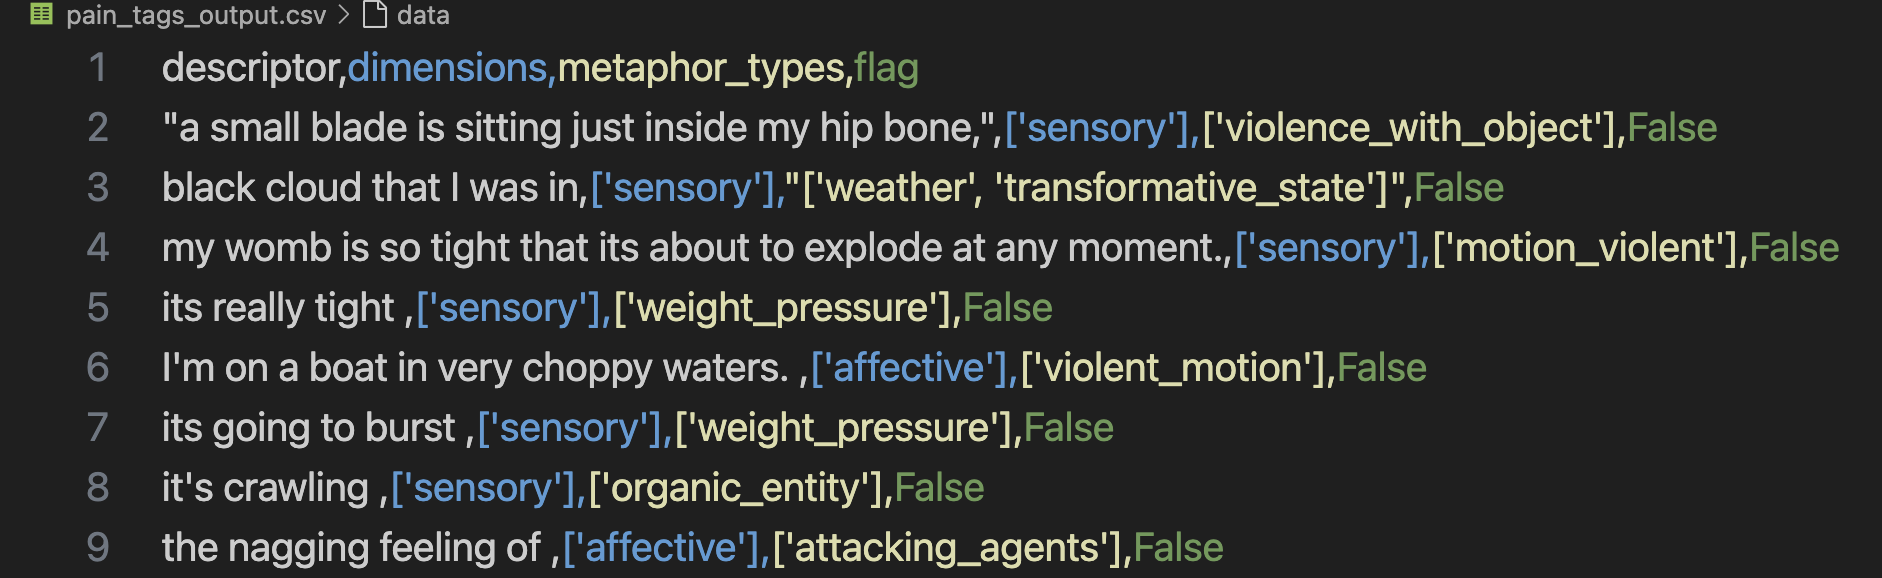 pain_tags_output.csv > data
1 descriptor,dimensions,metaphor_types,flag
2 "a small blade is sitting just inside my hip bone,",['sensory'],['violence_with_object'],False
3 black cloud that I was in,['sensory'],"['weather', 'transformative_state']",False
4 my womb is so tight that its about to explode at any moment.,['sensory'],['motion_violent'],False
5 its really tight ,['sensory'],['weight_pressure'],False
6 I'm on a boat in very choppy waters. ,['affective'],['violent_motion'],False
7 its going to burst ,['sensory'],['weight_pressure'],False
8 it's crawling ,['sensory'],['organic_entity'],False
9 the nagging feeling of ,['affective'],['attacking_agents'],False